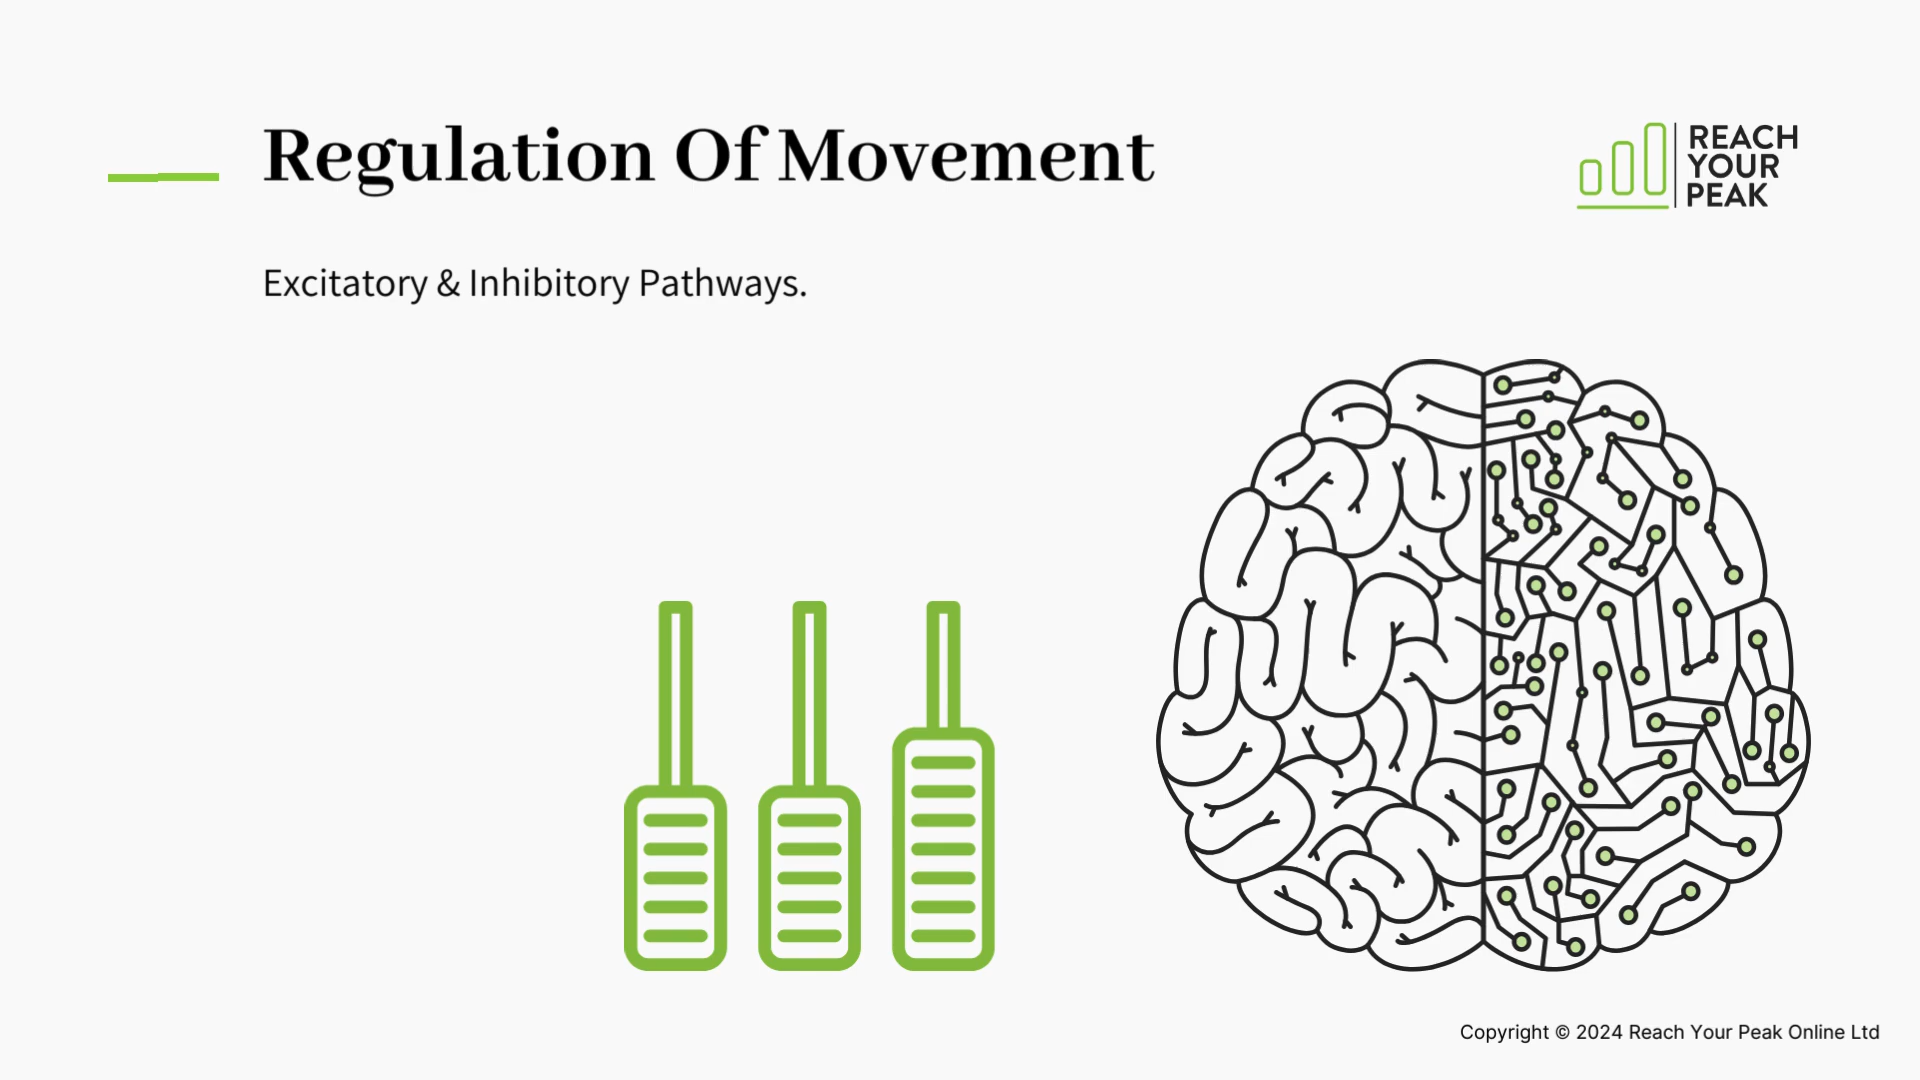 Regulation Of Movement
REACH
YOUR
PEAK
Excitatory & Inhibitory Pathways.
Copyright © 2024 Reach Your Peak Online Ltd